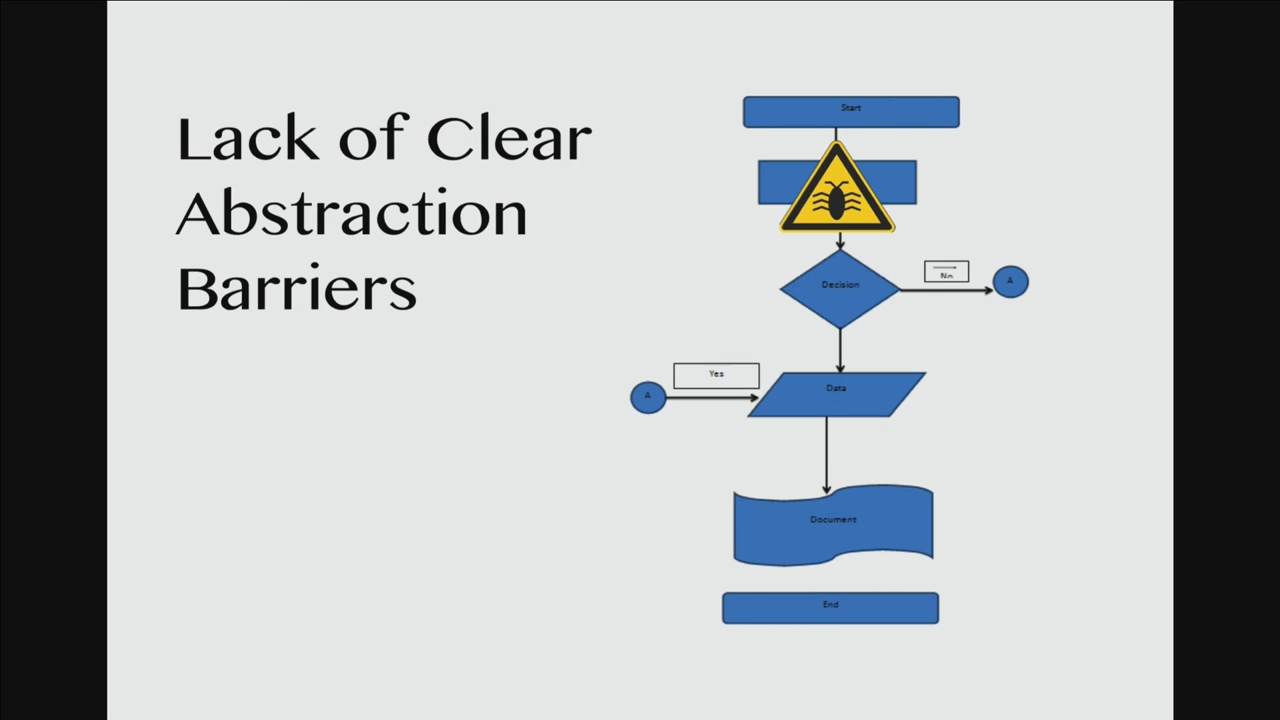 Lack of Clear
Abstraction
Barriers
Start
Decision
No
A
Yes
A
Data
Document
End